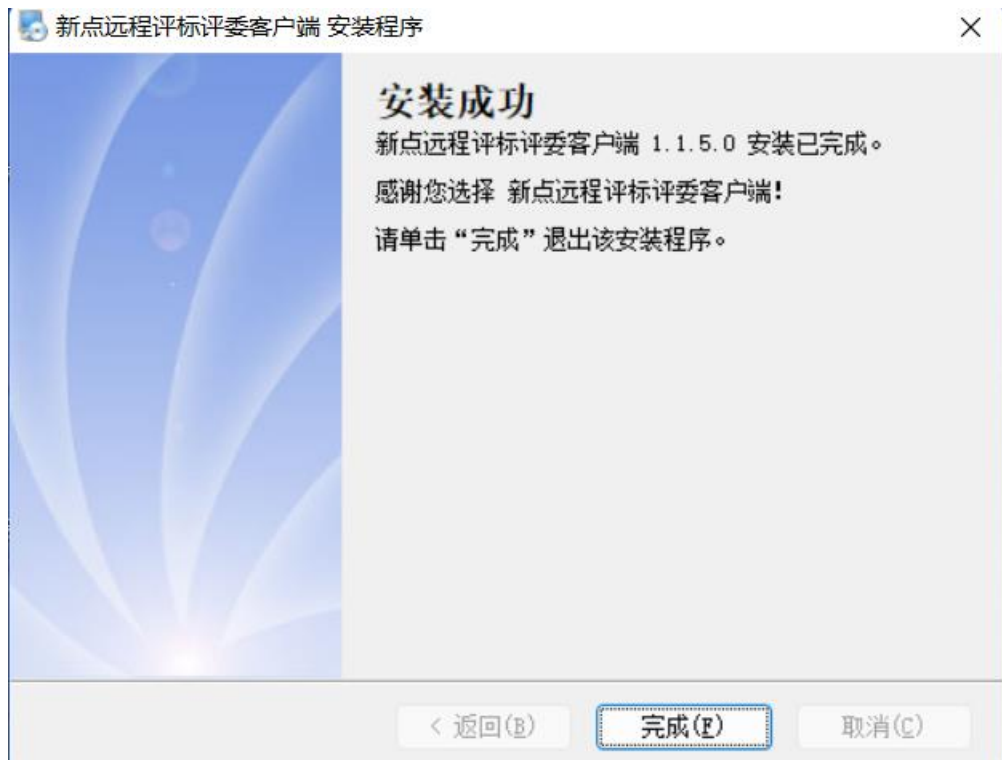 新点远程评标评委客户端 安装程序
安装成功
新点远程评标评委客户端 1.1.5.0 安装已完成。
感谢您选择 新点远程评标评委客户端!
请单击“完成”退出该安装程序。
< 返回(B) 完成(F) 取消(C)